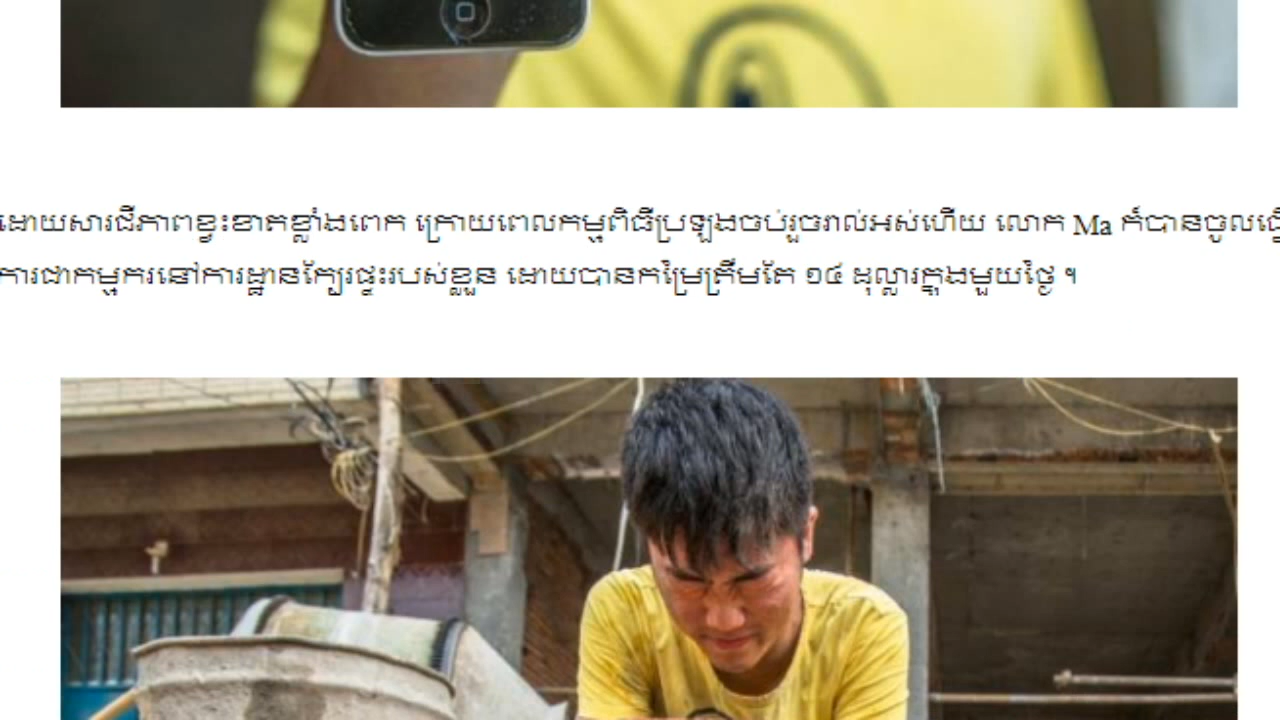 ដោយសារជីភាពខ្វះខាតខ្លាំងពេក ក្រោយពេលកម្មពិធីប្រឡងចប់រួចរាល់អស់ហើយ លោក Ma ក៏បានចូលធ្វើ
ការជាកម្មករនៅការដ្ឋានក្បែរផ្ទះរបស់ខ្លួន ដោយបានកម្រៃត្រឹមតែ ១៤ ដុល្លារក្នុងមួយថ្ងៃ ។